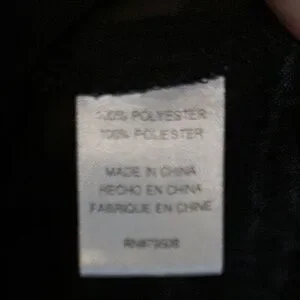 100% POLYESTER
100% POLIESTER
MADE IN CHINA
HECHO EN CHINA
FABRIQUE EN CHINE